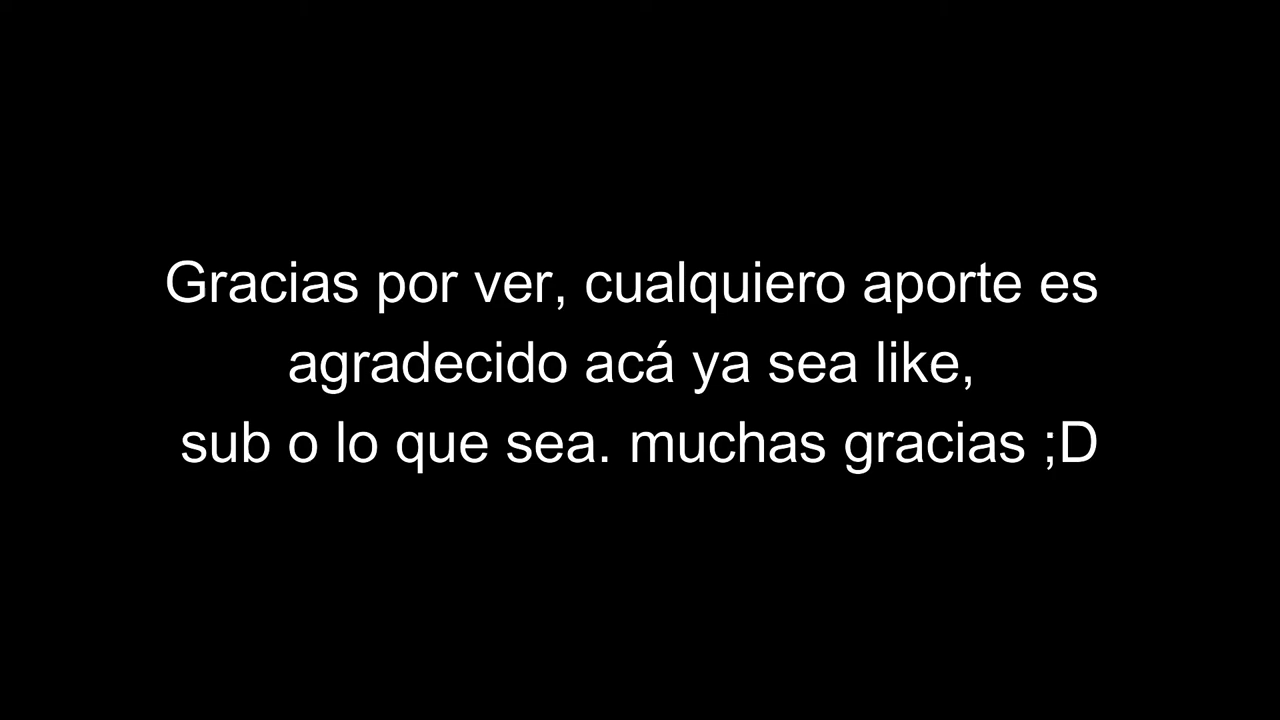 Gracias por ver, cualquiero aporte es
agradecido acá ya sea like,
sub o lo que sea. muchas gracias ;D